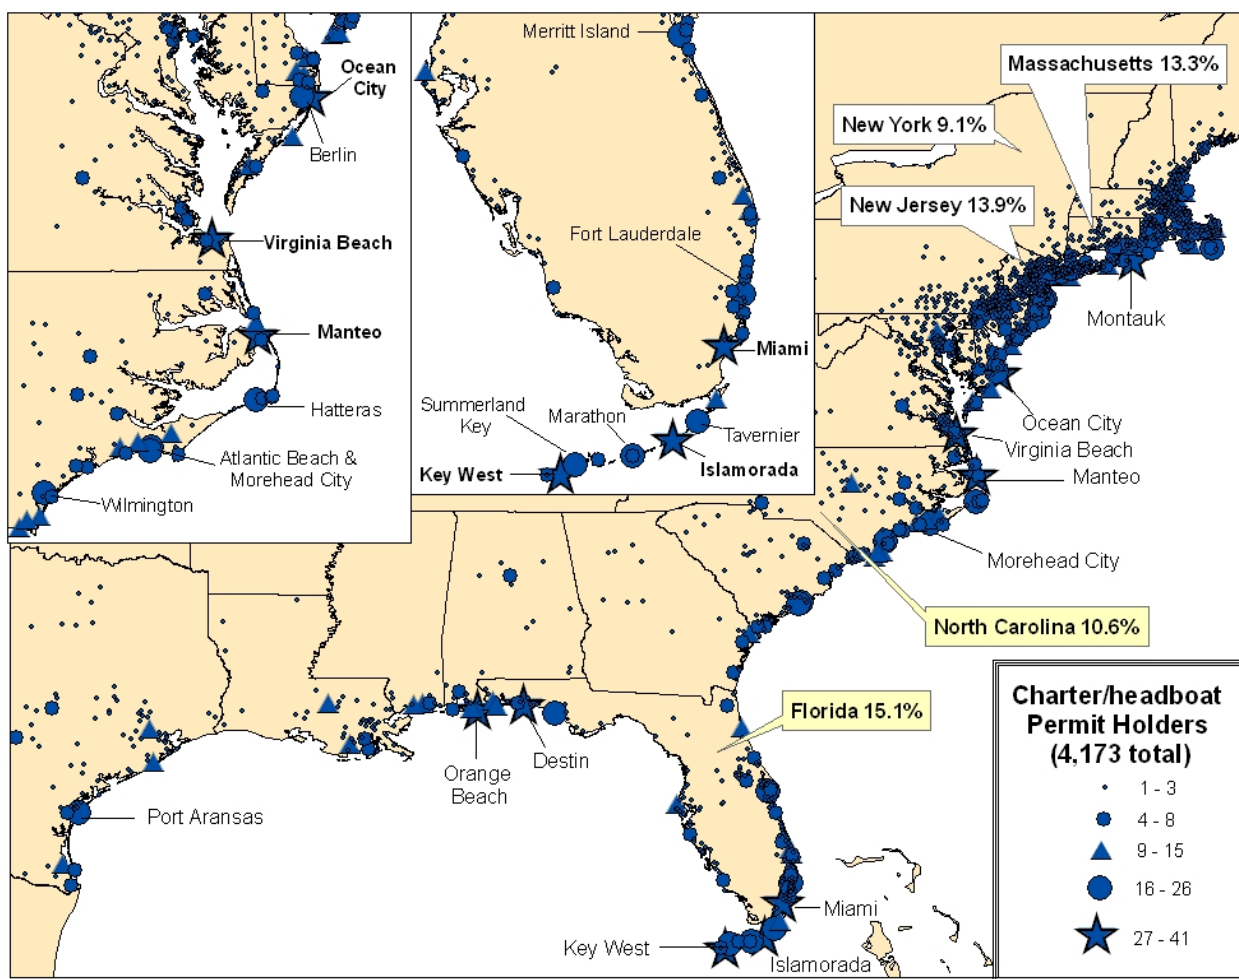 Merritt Island
Ocean
City
Berlin
Virginia Beach
Manteo
Hatteras
Atlantic Beach &
Morehead City
Wilmington
Fort Lauderdale
Miami
Summerland
Key
Marathon
Tavernier
Key West
Islamorada
Massachusetts 13.3%
New York 9.1%
New Jersey 13.9%
Montauk
Ocean City
Virginia Beach
Manteo
Morehead City
North Carolina 10.6%
Florida 15.1%
Orange
Beach
Destin
Port Aransas
Miami
Key West
Islamorada
Charter/headboat
Permit Holders
(4,173 total)
1 - 3
4 - 8
9 - 15
16 - 26
27 - 41